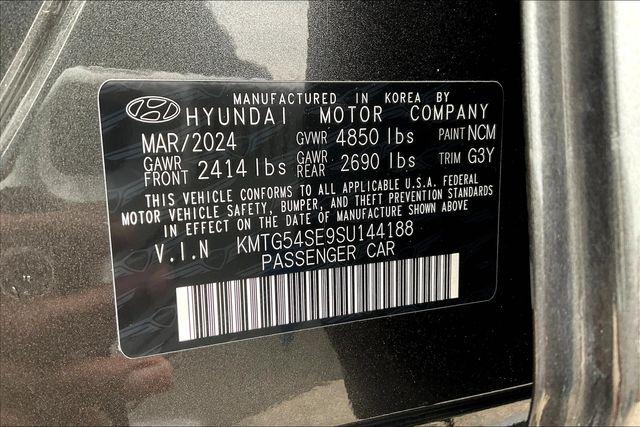 MANUFACTURED IN KOREA BY
HYUNDAI MOTOR COMPANY
MAR/2024 GVWR 4850 lbs PAINT NCM
GAWR FRONT 2414 lbs GAWR REAR 2690 lbs TRIM G3Y
THIS VEHICLE CONFORMS TO ALL APPLICABLE U.S.A. FEDERAL
MOTOR VEHICLE SAFETY, BUMPER, AND THEFT PREVENTION STANDARDS
IN EFFECT ON THE DATE OF MANUFACTURE SHOWN ABOVE
V.I.N KMTG54SE9SU144188
PASSENGER CAR